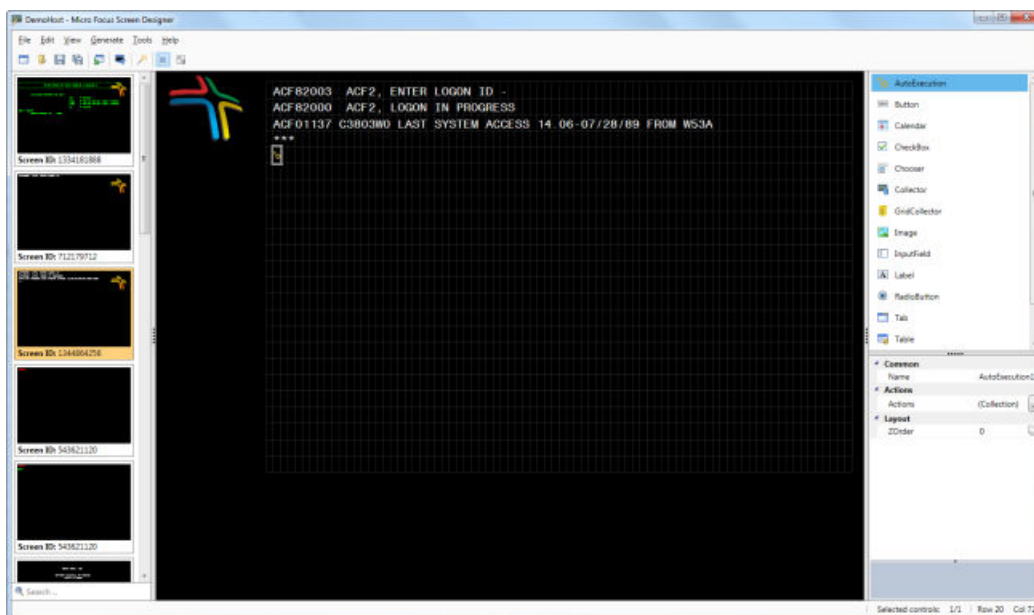 DemoHost - Micro Focus Screen Designer
File Edit View Generate Tools Help
Screen ID: 1334181888
Screen ID: 712179712
Screen ID: 1344864256
Screen ID: 543621120
Screen ID: 543621120
Search...
ACF82003 ACF2, ENTER LOGON ID -
ACF82000 ACF2, LOGON IN PROGRESS
ACF01137 C3803W0 LAST SYSTEM ACCESS 14.06-07/28/89 FROM W53A
***
AutoExecution
Button
Calendar
CheckBox
Chooser
Collector
GridCollector
Image
InputField
Label
RadioButton
Tab
Table
Common
Name AutoExecution1
Actions
Actions (Collection)
Layout
ZOrder 0
Selected controls: 1/1 Row 20 Col